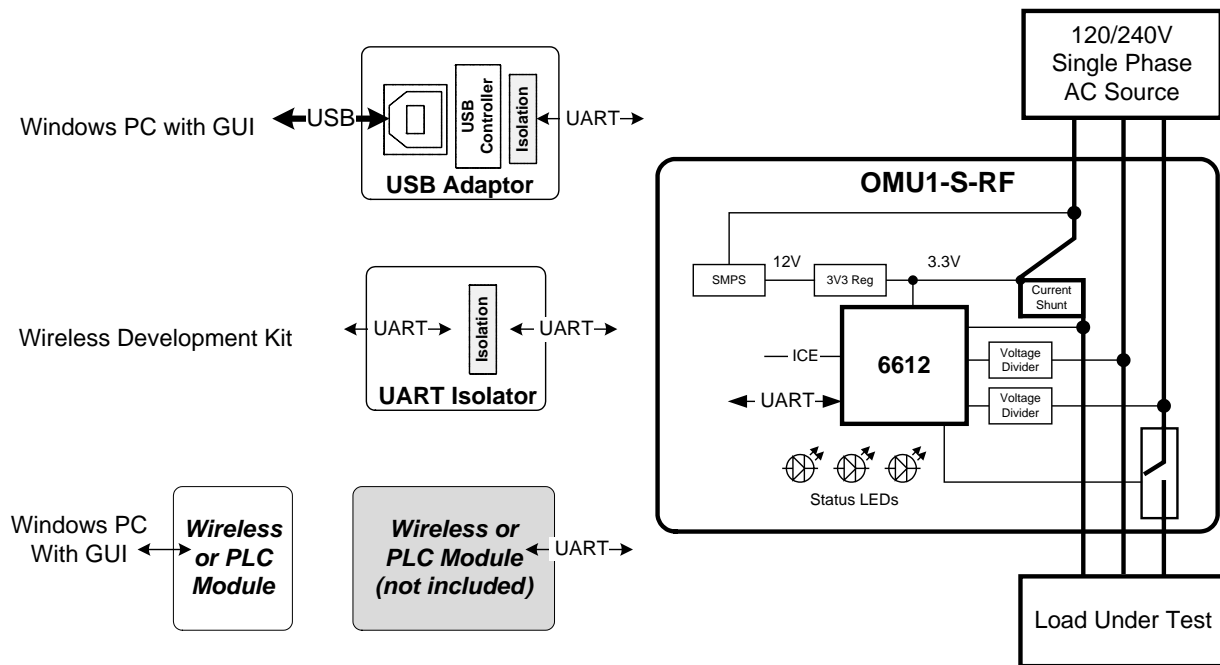 Windows PC with GUI
USB
USB
Controller
Isolation
UART
USB Adaptor
Wireless Development Kit
UART
Isolation
UART
UART Isolator
Windows PC
With GUI
Wireless
or PLC
Module
Wireless or
PLC Module
(not included)
UART
120/240V
Single Phase
AC Source
OMU1-S-RF
SMPS
12V
3V3 Reg
3.3V
Current
Shunt
ICE
6612
Voltage
Divider
UART
Voltage
Divider
Status LEDs
Load Under Test